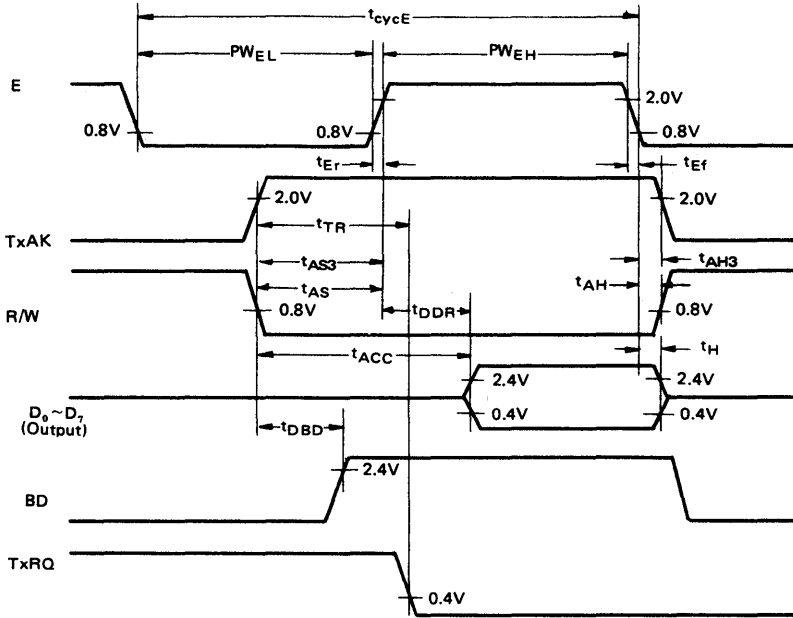 tcycE
PWEL
PWEH
E
0.8V
0.8V
2.0V
0.8V
tEr
tEf
2.0V
2.0V
TxAK
tTR
tAS3
tAH3
tAS
tAH
R/W
0.8V
tDDR
0.8V
tACC
tH
2.4V
2.4V
D0~D7
(Output)
0.4V
0.4V
tDBD
BD
2.4V
TxRQ
0.4V